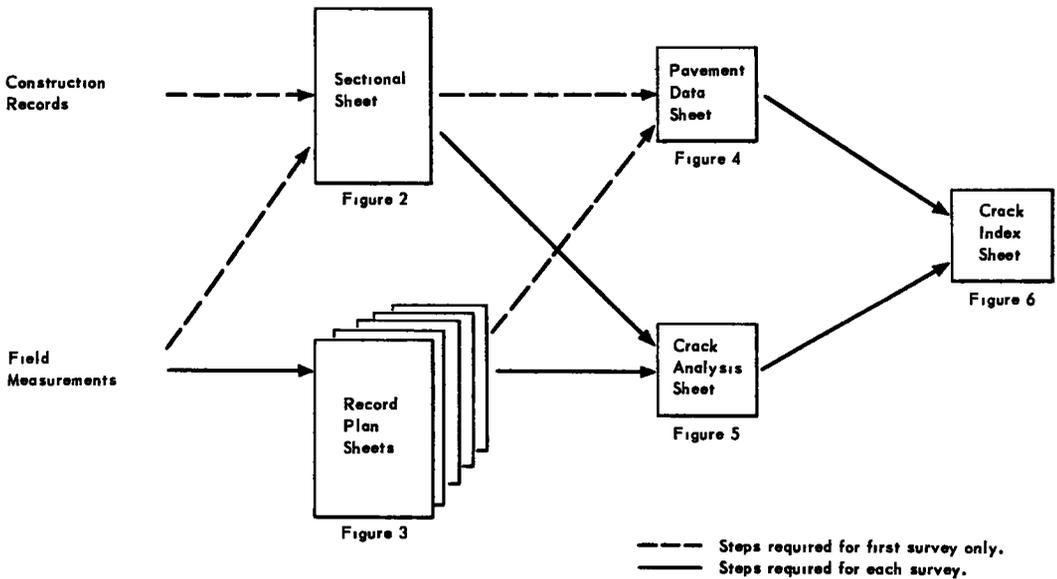 Construction
Records
Sectional
Sheet
Figure 2
Pavement
Data
Sheet
Figure 4
Crack
Index
Sheet
Figure 6
Field
Measurements
Record
Plan
Sheets
Figure 3
Crack
Analysis
Sheet
Figure 5
Steps required for first survey only.
Steps required for each survey.